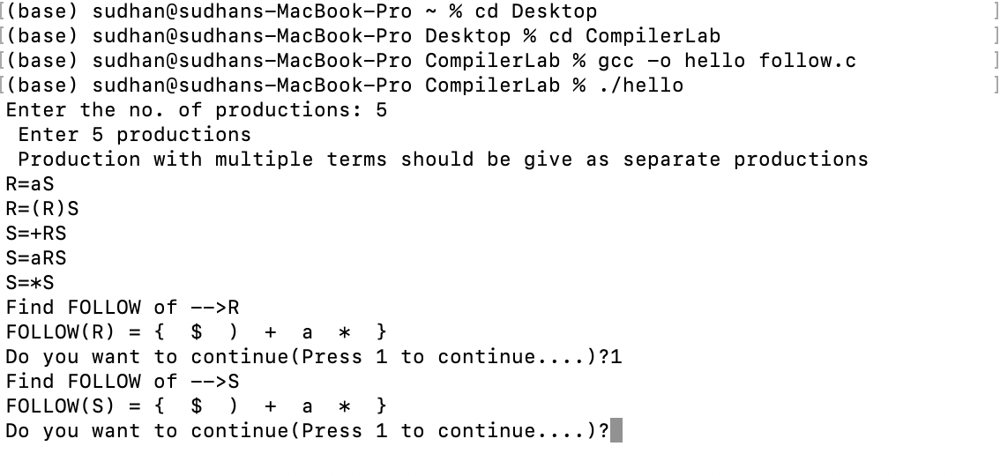 [(base) sudhan@sudhans-MacBook-Pro ~ % cd Desktop ]
[(base) sudhan@sudhans-MacBook-Pro Desktop % cd CompilerLab ]
[(base) sudhan@sudhans-MacBook-Pro CompilerLab % gcc -o hello follow.c ]
[(base) sudhan@sudhans-MacBook-Pro CompilerLab % ./hello ]
Enter the no. of productions: 5
 Enter 5 productions
 Production with multiple terms should be give as separate productions
R=aS
R=(R)S
S=+RS
S=aRS
S=*S
Find FOLLOW of -->R
FOLLOW(R) = {  $  )  +  a  *  }
Do you want to continue(Press 1 to continue....)?1
Find FOLLOW of -->S
FOLLOW(S) = {  $  )  +  a  *  }
Do you want to continue(Press 1 to continue....)?